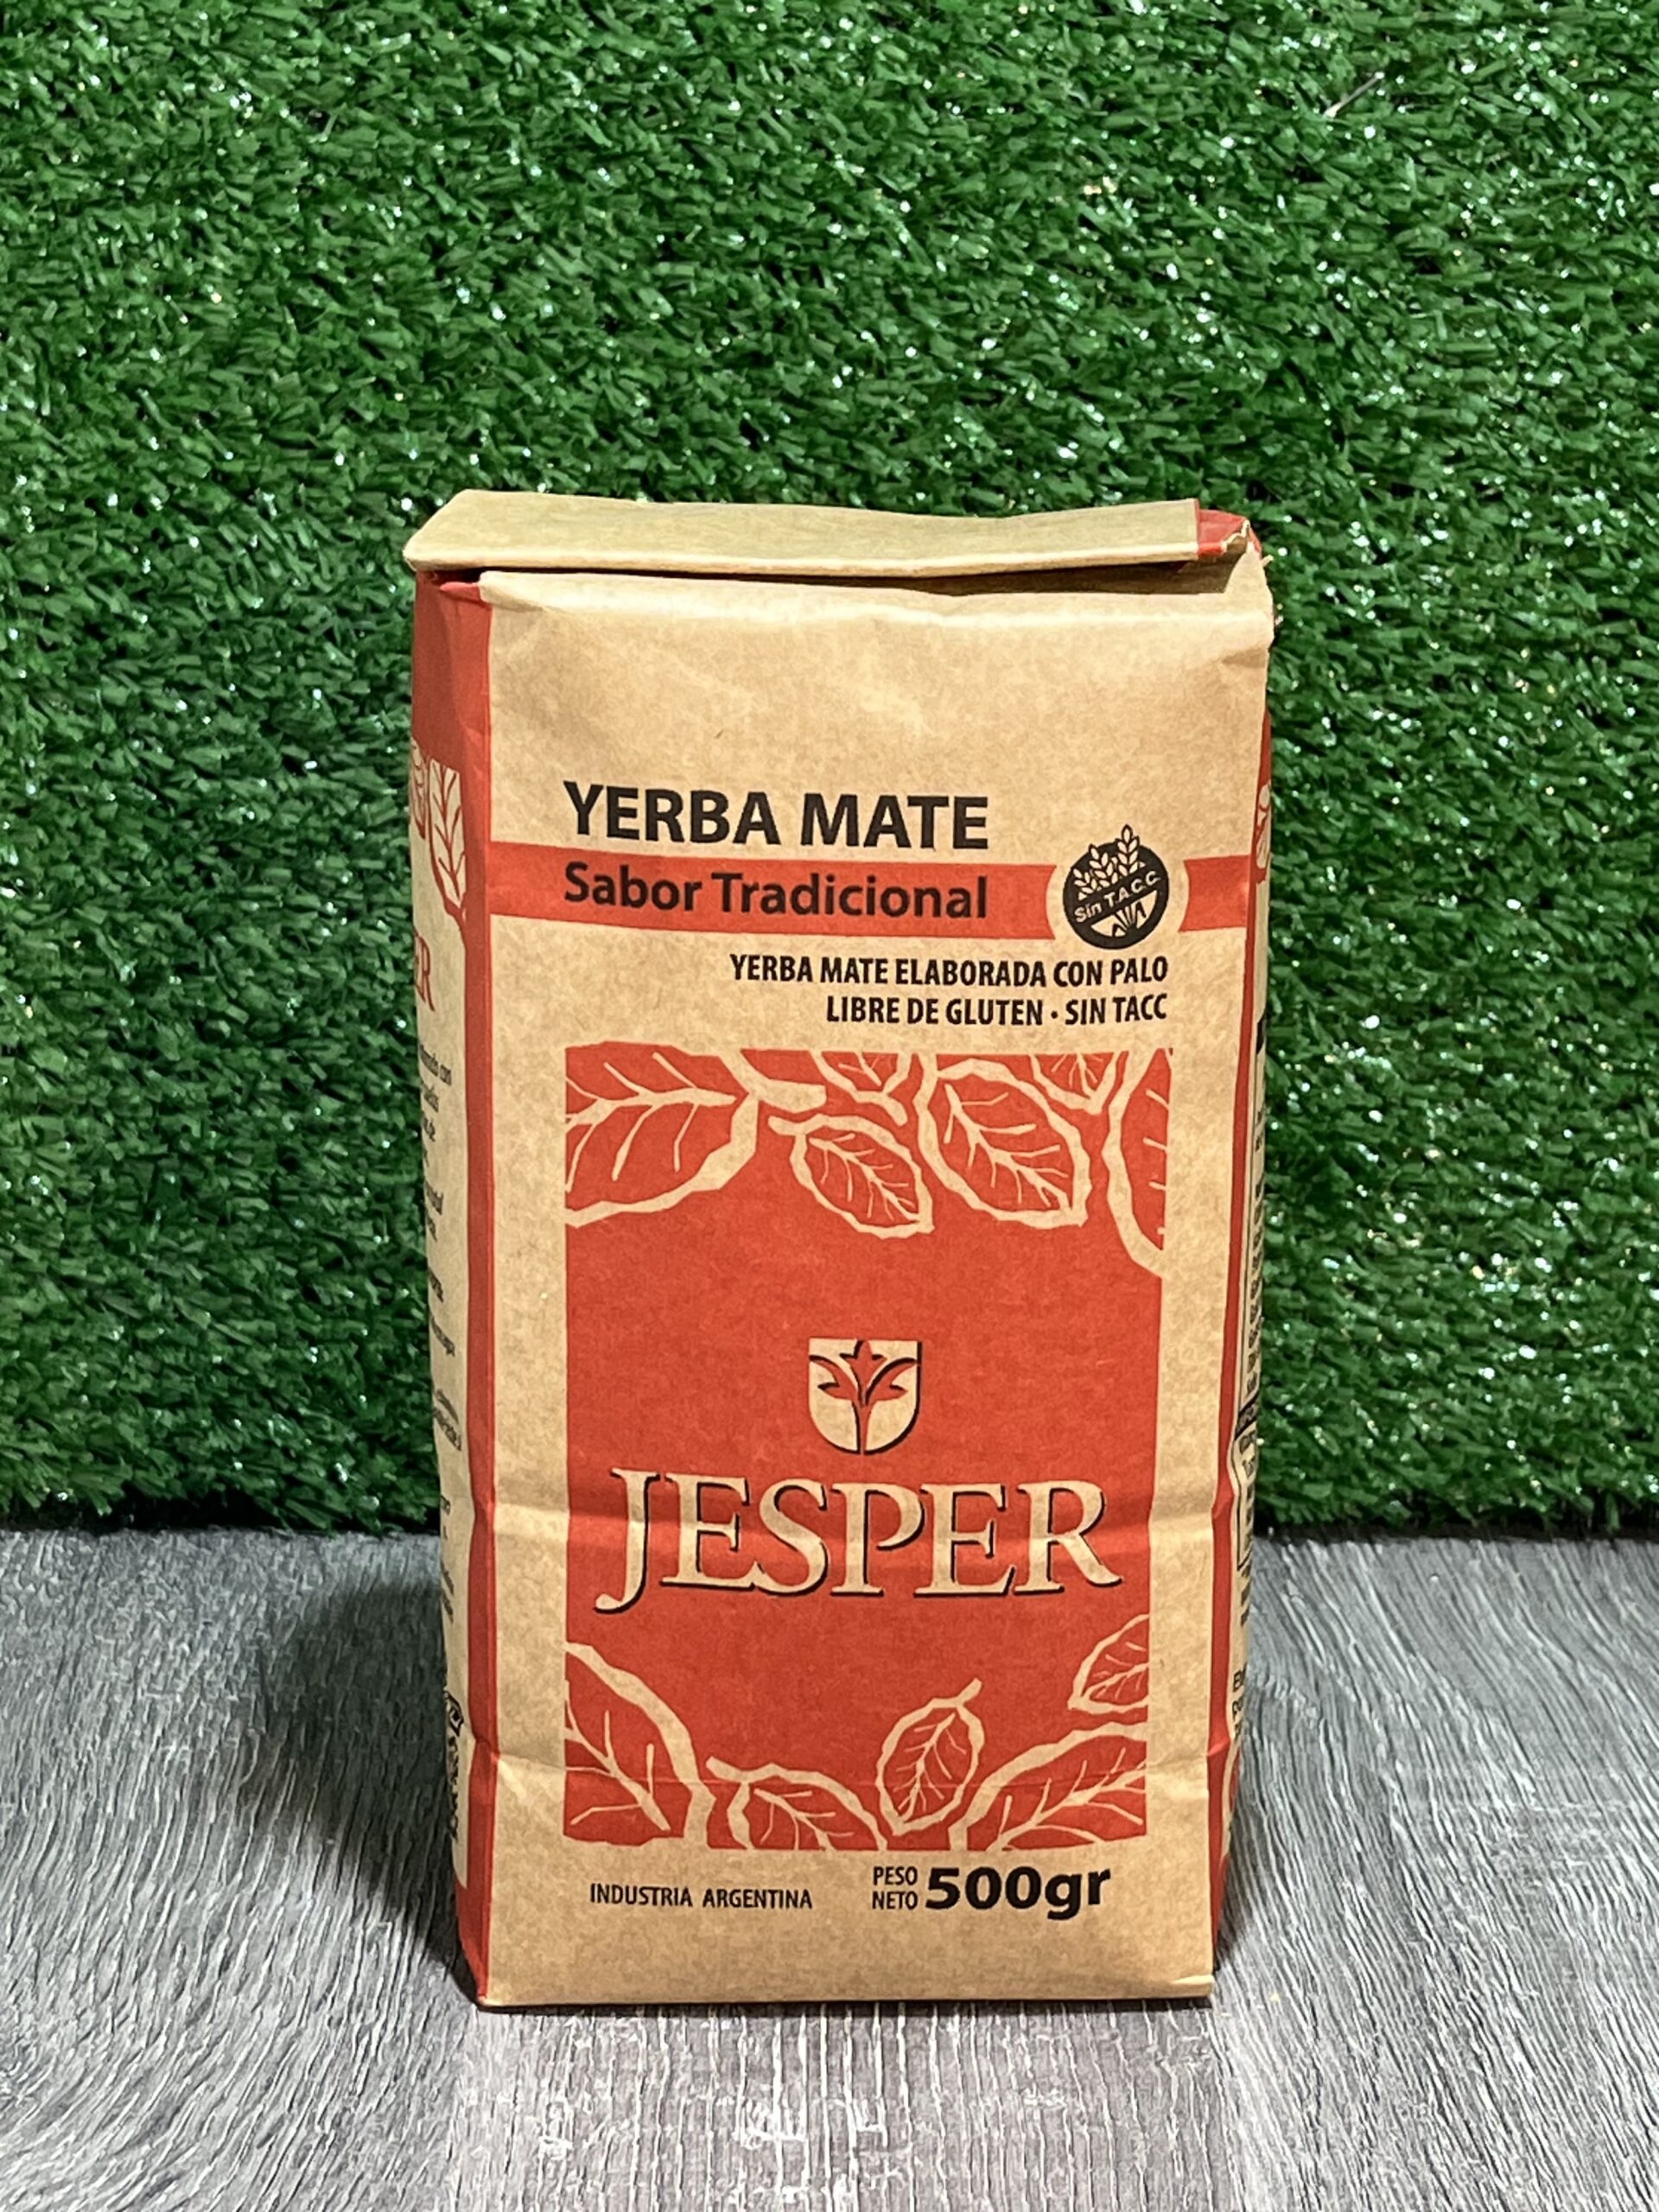 YERBA MATE
Sabor Tradicional
Sin T.A.C.C.
YERBA MATE ELABORADA CON PALO
LIBRE DE GLUTEN · SIN TACC
JESPER
INDUSTRIA ARGENTINA
PESO NETO 500gr